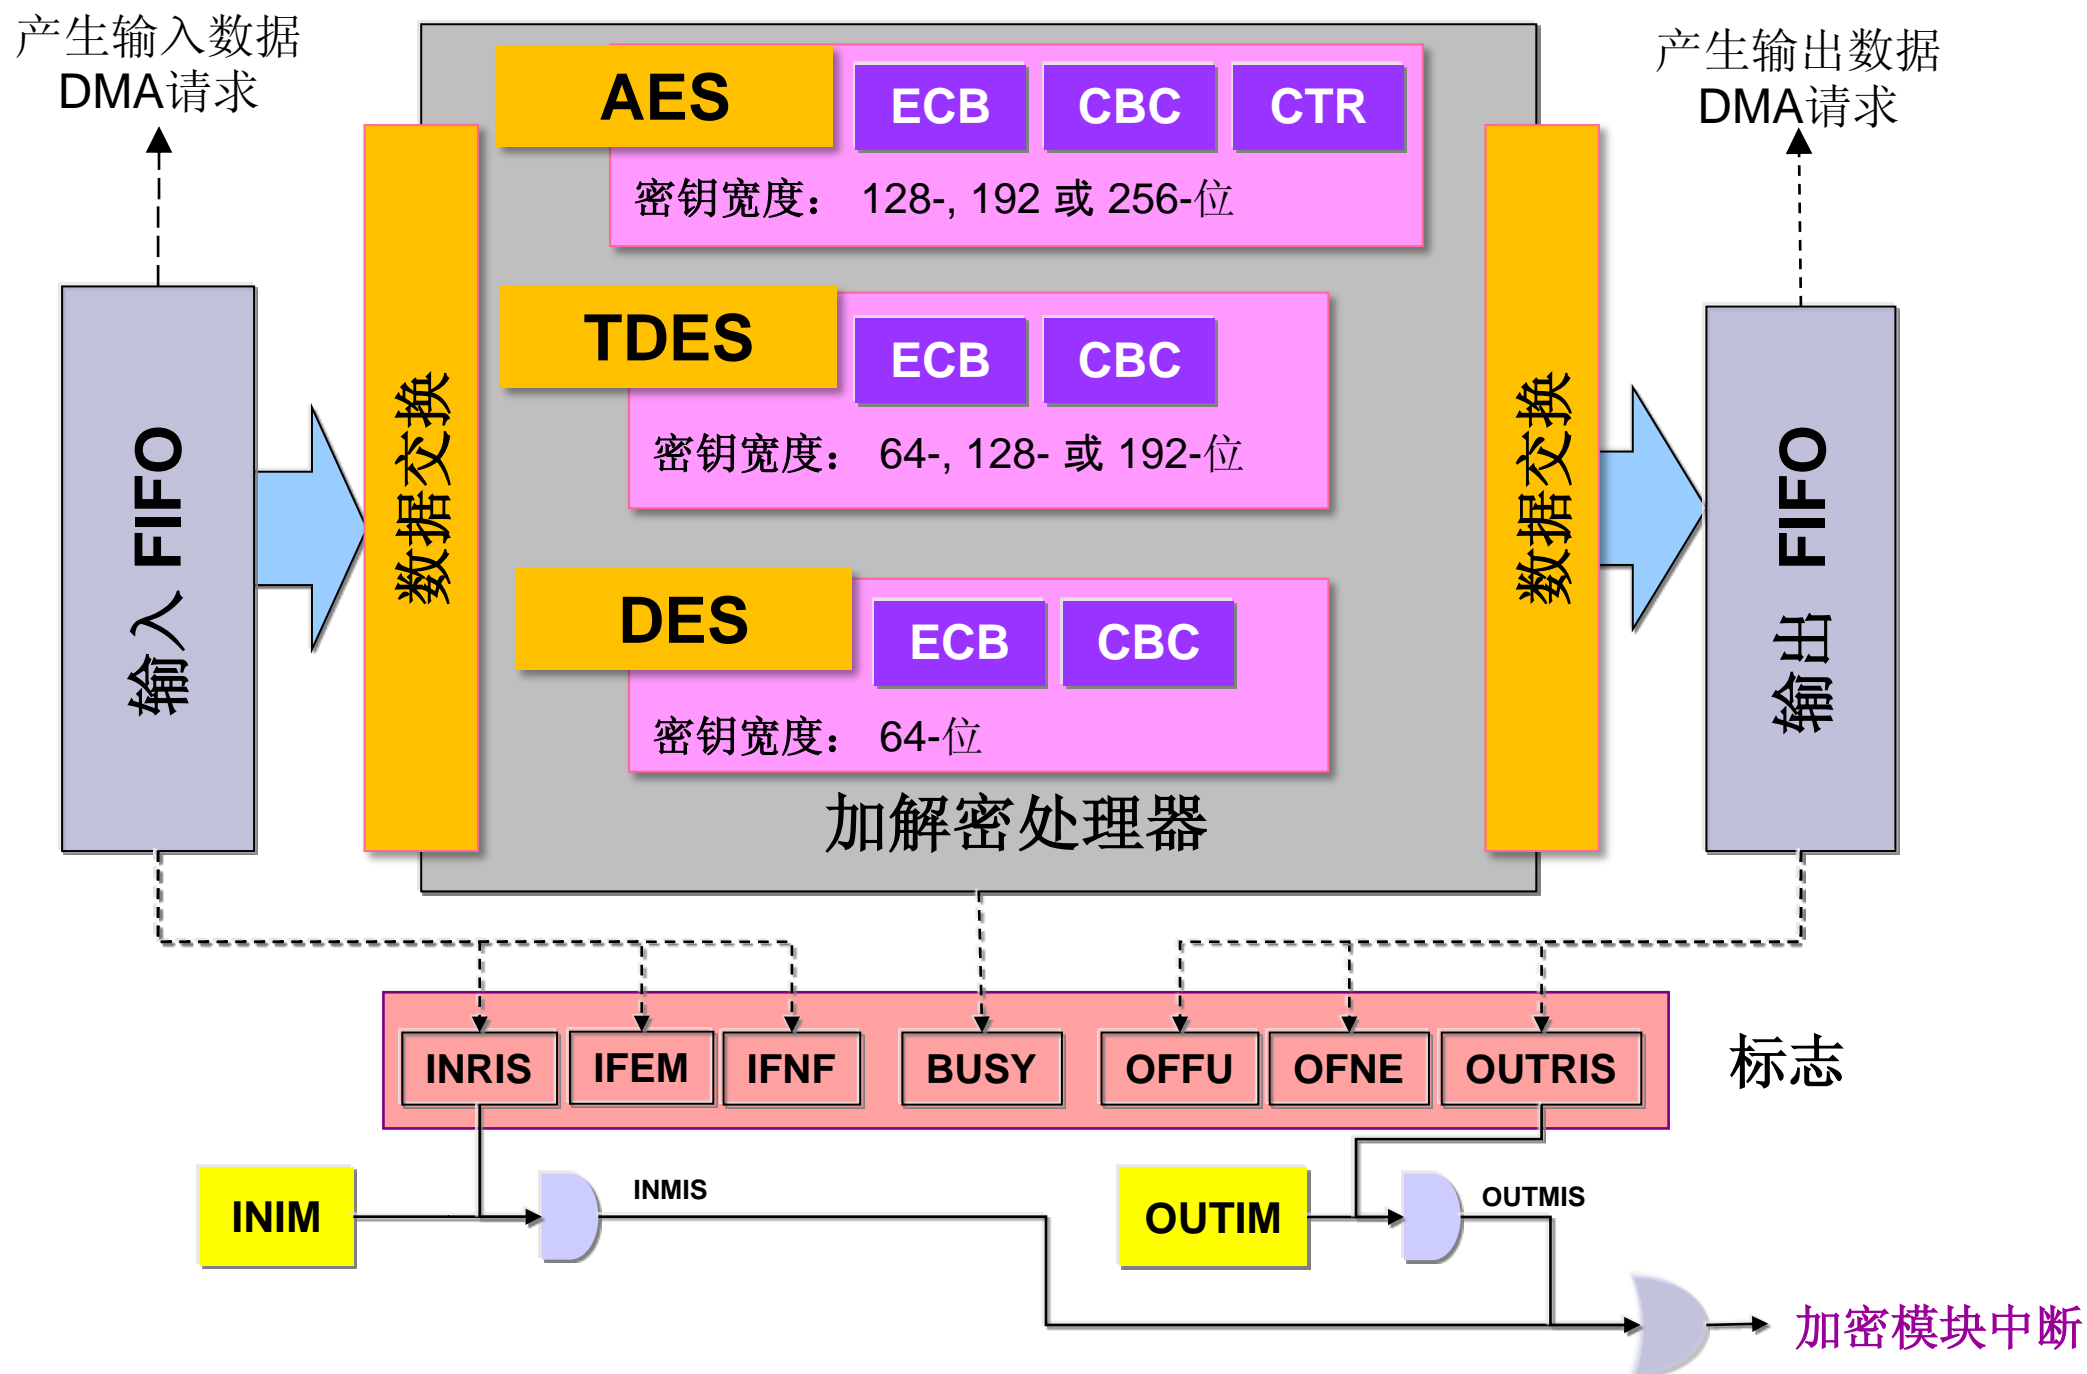 产生输入数据
DMA请求
产生输出数据
DMA请求
AES
ECB
CBC
CTR
密钥宽度： 128-, 192 或 256-位
TDES
ECB
CBC
密钥宽度： 64-, 128- 或 192-位
DES
ECB
CBC
密钥宽度： 64-位
输入 FIFO
数据交换
数据交换
输出 FIFO
加解密处理器
INRIS
IFEM
IFNF
BUSY
OFFU
OFNE
OUTRIS
标志
INIM
INMIS
OUTIM
OUTMIS
加密模块中断